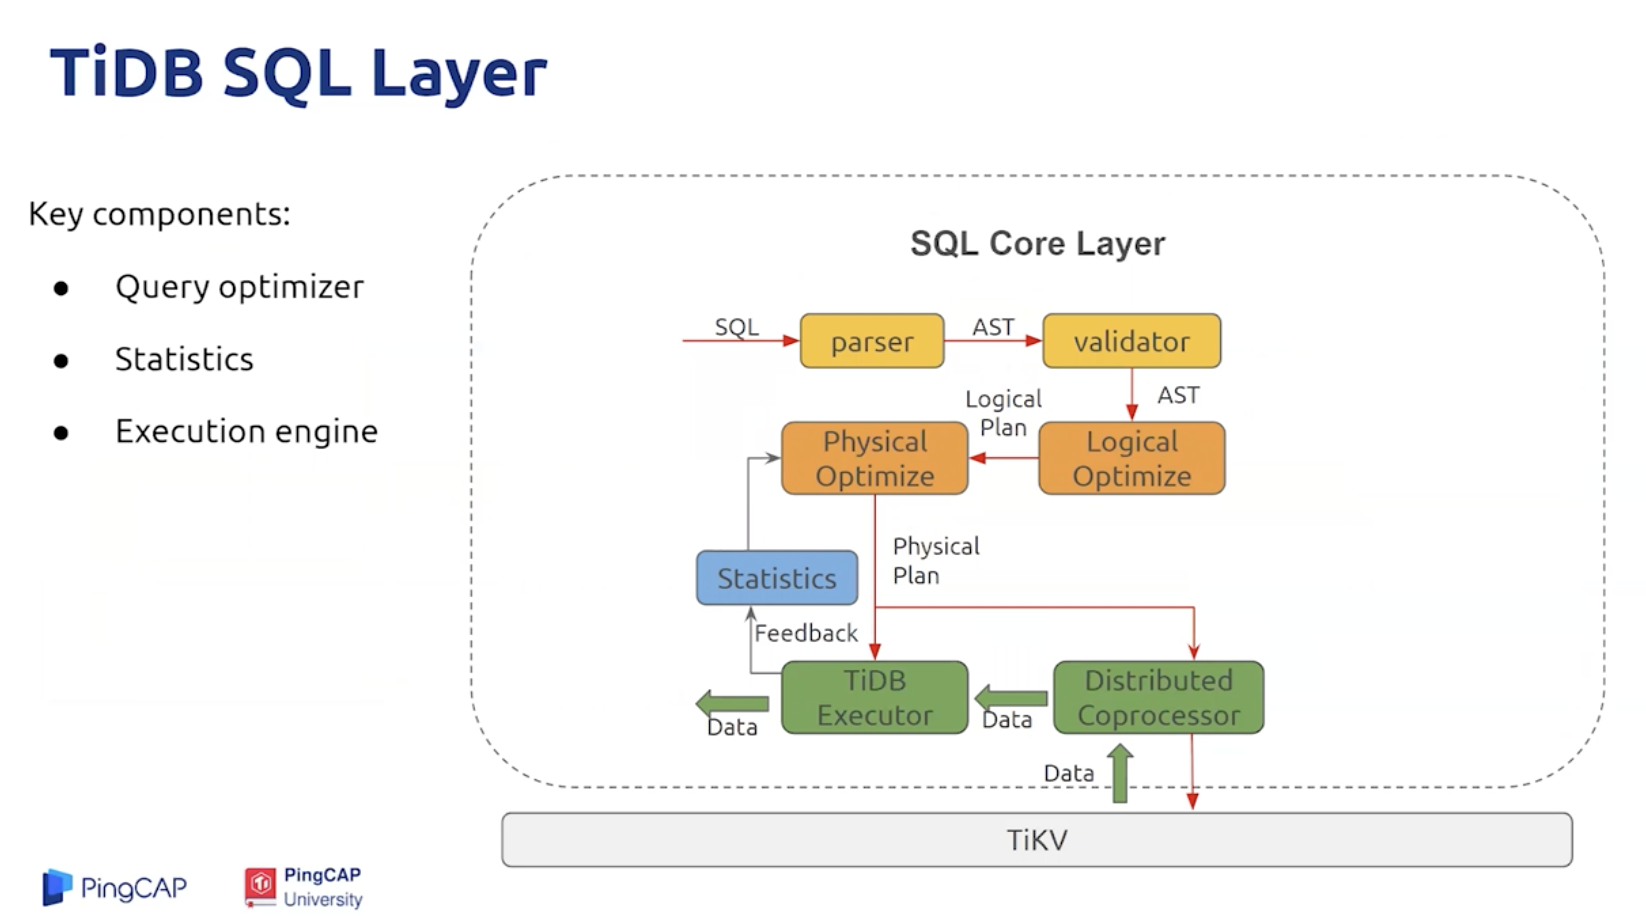 TiDB SQL Layer
Key components:
● Query optimizer
● Statistics
● Execution engine
SQL Core Layer
SQL
parser
AST
validator
AST
Logical
Plan
Physical
Optimize
Logical
Optimize
Physical
Plan
Statistics
Feedback
TiDB
Executor
Distributed
Coprocessor
Data
Data
Data
TiKV
PingCAP
PingCAP
University